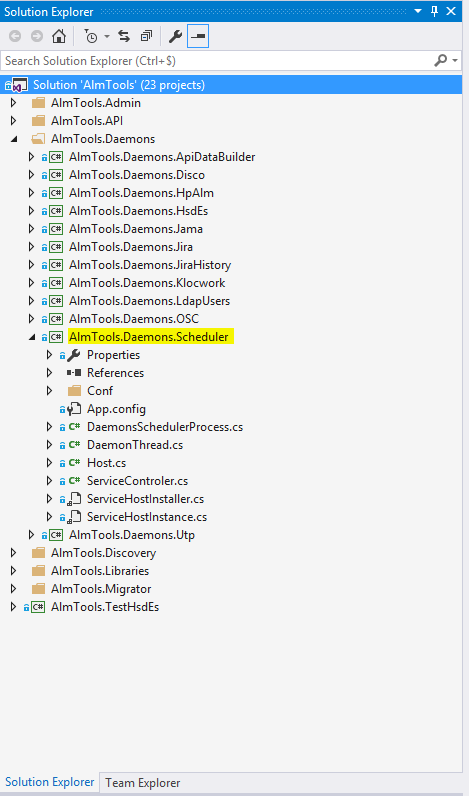 Solution Explorer
Search Solution Explorer (Ctrl+$)
Solution 'AlmTools' (23 projects)
AlmTools.Admin
AlmTools.API
AlmTools.Daemons
C# AlmTools.Daemons.ApiDataBuilder
C# AlmTools.Daemons.Disco
C# AlmTools.Daemons.HpAlm
C# AlmTools.Daemons.HsdEs
C# AlmTools.Daemons.Jama
C# AlmTools.Daemons.Jira
C# AlmTools.Daemons.JiraHistory
C# AlmTools.Daemons.Klocwork
C# AlmTools.Daemons.LdapUsers
C# AlmTools.Daemons.OSC
C# AlmTools.Daemons.Scheduler
Properties
References
Conf
App.config
C# DaemonsSchedulerProcess.cs
C# DaemonThread.cs
C# Host.cs
C# ServiceControler.cs
ServiceHostInstaller.cs
ServiceHostInstance.cs
C# AlmTools.Daemons.Utp
AlmTools.Discovery
AlmTools.Libraries
AlmTools.Migrator
C# AlmTools.TestHsdEs
Solution Explorer Team Explorer